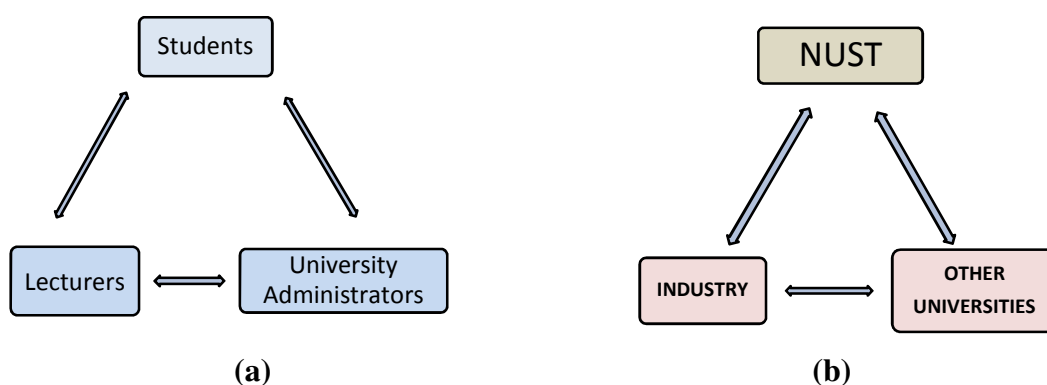 Students
Lecturers
University
Administrators
(a)
NUST
INDUSTRY
OTHER
UNIVERSITIES
(b)